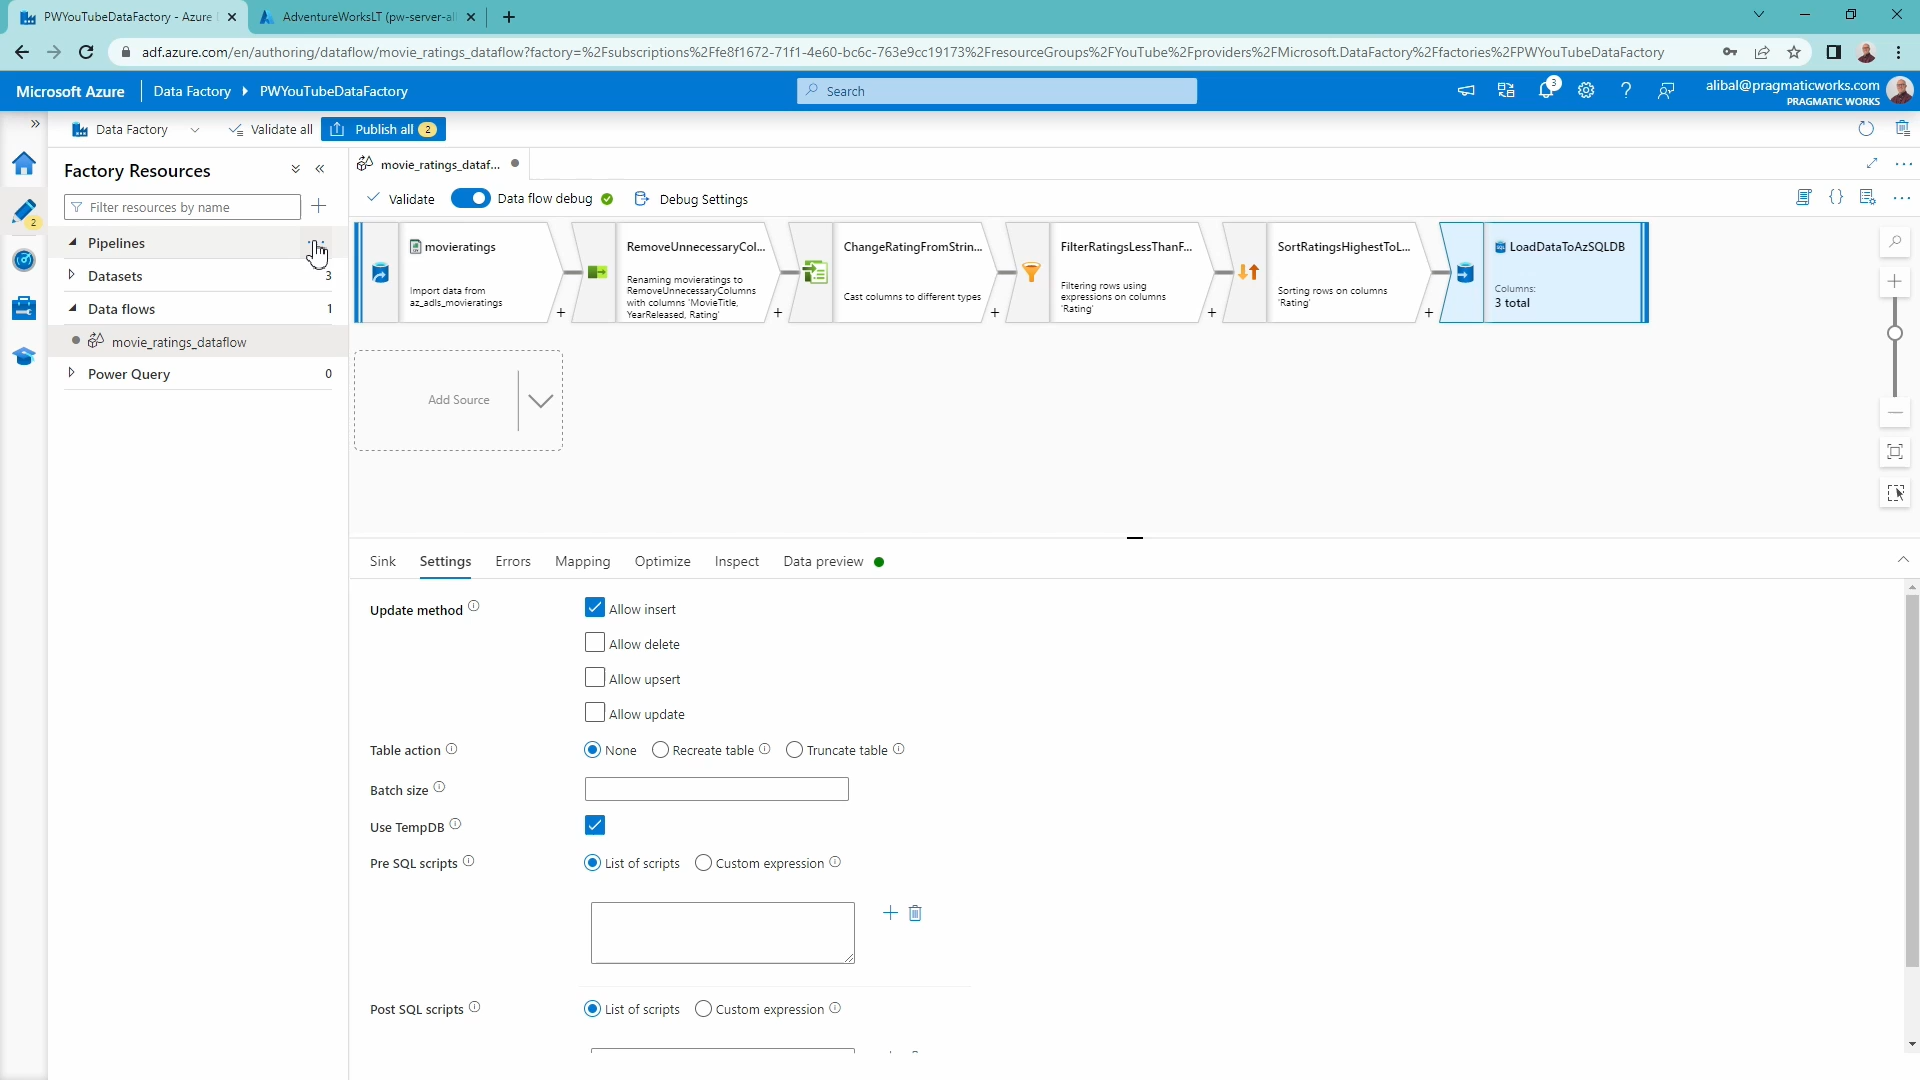 PWYouTubeDataFactory - Azure
AdventureWorksLT (pw-server-ali
adf.azure.com/en/authoring/dataflow/movie_ratings_dataflow?factory=%2Fsubscriptions%2Ffe8f1672-71f1-4e60-bc6c-763e9cc19173%2FresourceGroups%2FYouTube%2Fproviders%2FMicrosoft.DataFactory%2Ffactories%2FPWYouTubeDataFactory
Microsoft Azure
Data Factory
PWYouTubeDataFactory
Search
3
alibal@pragmaticworks.com
PRAGMATIC WORKS
Data Factory
Validate all
Publish all 2
2
Factory Resources
Filter resources by name
Pipelines
Datasets 3
Data flows 1
movie_ratings_dataflow
Power Query 0
movie_ratings_dataf...
Validate
Data flow debug
Debug Settings
movieratings
Import data from
az_adls_movieratings
RemoveUnnecessaryCol...
Renaming movieratings to
RemoveUnnecessaryColumns
with columns 'MovieTitle,
YearReleased, Rating'
ChangeRatingFromStrin...
Cast columns to different types
FilterRatingsLessThanF...
Filtering rows using
expressions on columns
'Rating'
SortRatingsHighestToL...
Sorting rows on columns
'Rating'
LoadDataToAzSQLDB
Columns:
3 total
Add Source
Sink
Settings
Errors
Mapping
Optimize
Inspect
Data preview
Update method
Allow insert
Allow delete
Allow upsert
Allow update
Table action
None
Recreate table
Truncate table
Batch size
Use TempDB
Pre SQL scripts
List of scripts
Custom expression
Post SQL scripts
List of scripts
Custom expression